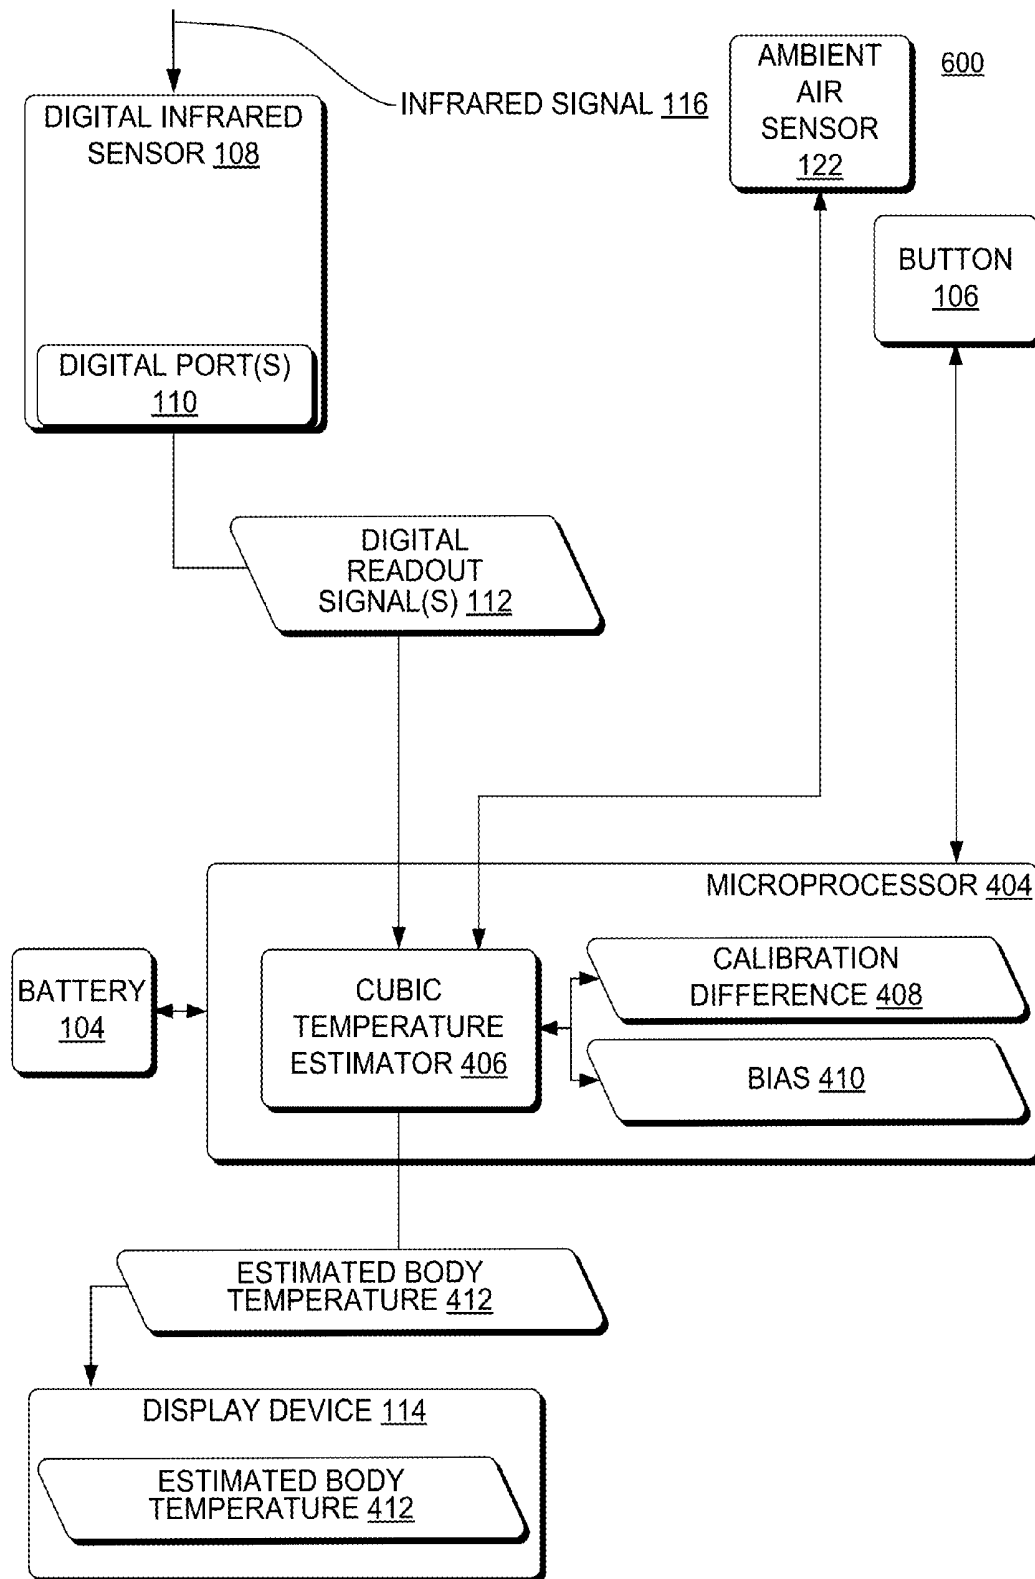 AMBIENT
AIR
SENSOR
122
600
INFRARED SIGNAL 116
DIGITAL INFRARED
SENSOR 108
BUTTON
106
DIGITAL PORT(S)
110
DIGITAL
READOUT
SIGNAL(S) 112
MICROPROCESSOR 404
BATTERY
104
CUBIC
TEMPERATURE
ESTIMATOR 406
CALIBRATION
DIFFERENCE 408
BIAS 410
ESTIMATED BODY
TEMPERATURE 412
DISPLAY DEVICE 114
ESTIMATED BODY
TEMPERATURE 412